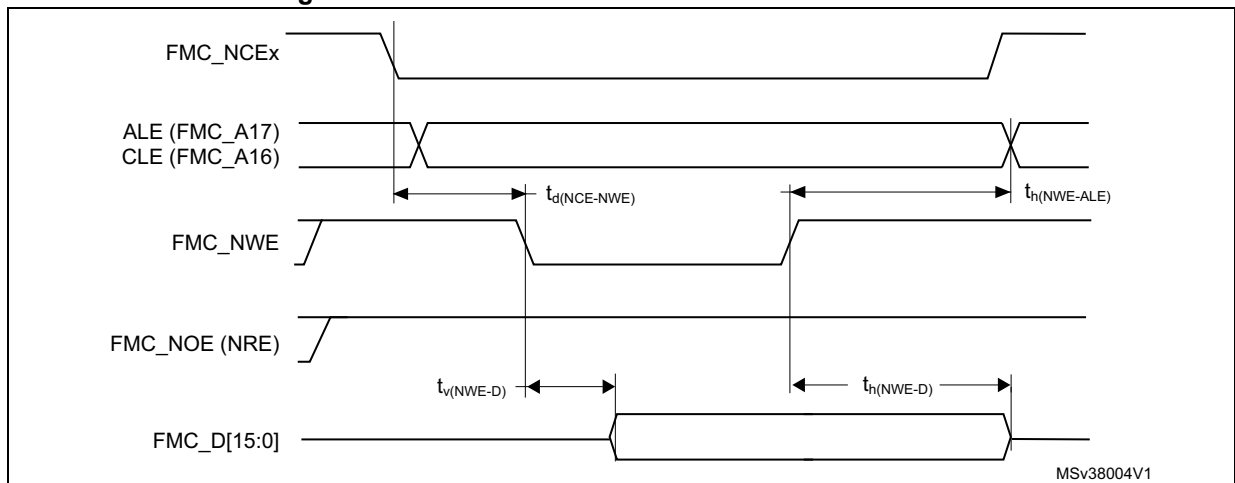 g
FMC_NCEx
ALE (FMC_A17)
CLE (FMC_A16)
td(NCE-NWE)
th(NWE-ALE)
FMC_NWE
FMC_NOE (NRE)
tv(NWE-D)
th(NWE-D)
FMC_D[15:0]
MSv38004V1